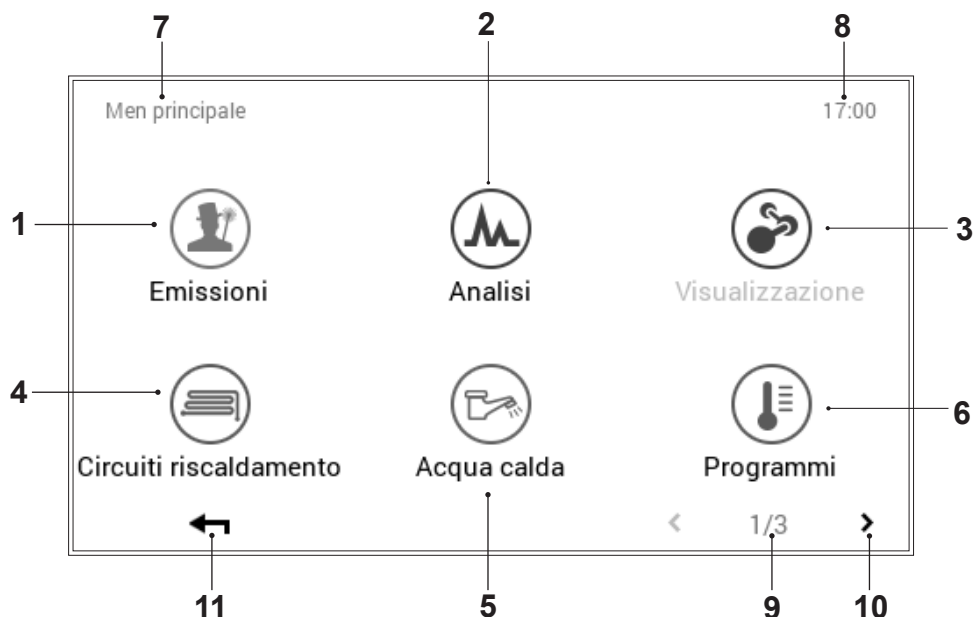 7 2 8
Men principale 17:00
1 3
Emissioni Analisi Visualizzazione
4 6
Circuiti riscaldamento Acqua calda Programmi
1/3
11 5 9 10